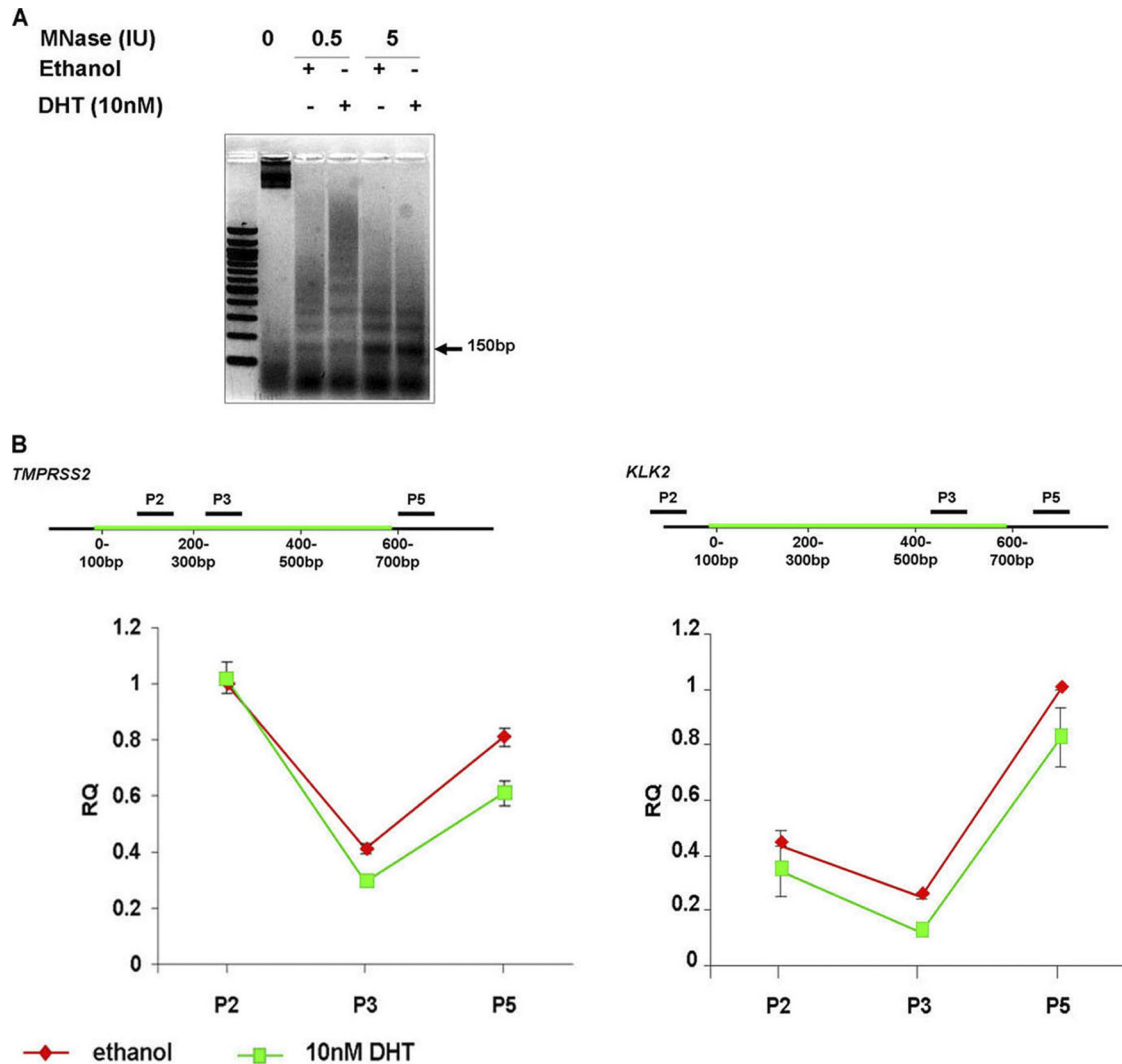 A
MNase (IU) 0 0.5 5
Ethanol + - + -
DHT (10nM) - + - +
150bp
B
TMPRSS2
P2 P3 P5
0-100bp 200-300bp 400-500bp 600-700bp
RQ
1.2
1
0.8
0.6
0.4
0.2
0
P2 P3 P5
KLK2
P2 P3 P5
0-100bp 200-300bp 400-500bp 600-700bp
RQ
1.2
1
0.8
0.6
0.4
0.2
0
P2 P3 P5
ethanol 10nM DHT